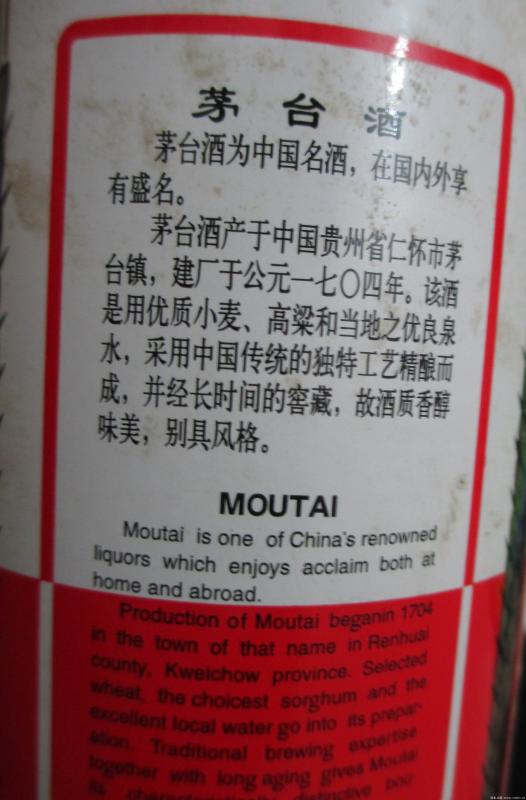 茅台酒
茅台酒为中国名酒，在国内外享
有盛名。
茅台酒产于中国贵州省仁怀市茅
台镇，建厂于公元一七〇四年。该酒
是用优质小麦、高粱和当地之优良泉
水，采用中国传统的独特工艺精酿而
成，并经长时间的窖藏，故酒质香醇
味美，别具风格。
MOUTAI
Moutai is one of China's renowned
liquors which enjoys acclaim both at
home and abroad.
Production of Moutai beganin 1704
in the town of that name in Renhuai
county, Kweichow province. Selected
wheat, the choicest sorghum and the
excellent local water go into its prepar-
ation. Traditional brewing expertise
together with long aging gives Moutai
its